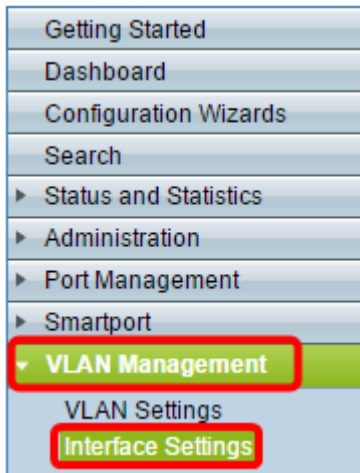 Getting Started
Dashboard
Configuration Wizards
Search
Status and Statistics
Administration
Port Management
Smartport
VLAN Management
VLAN Settings
Interface Settings